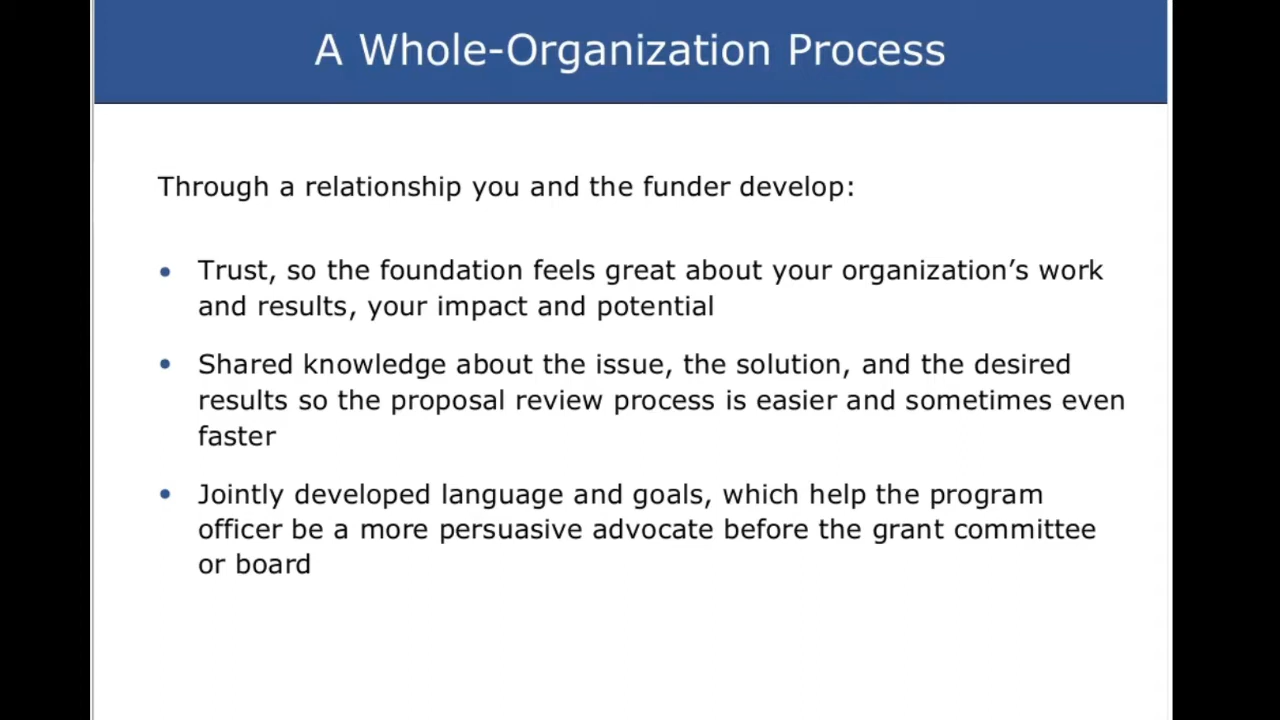 A Whole-Organization Process
Through a relationship you and the funder develop:
• Trust, so the foundation feels great about your organization’s work
and results, your impact and potential
• Shared knowledge about the issue, the solution, and the desired
results so the proposal review process is easier and sometimes even
faster
• Jointly developed language and goals, which help the program
officer be a more persuasive advocate before the grant committee
or board